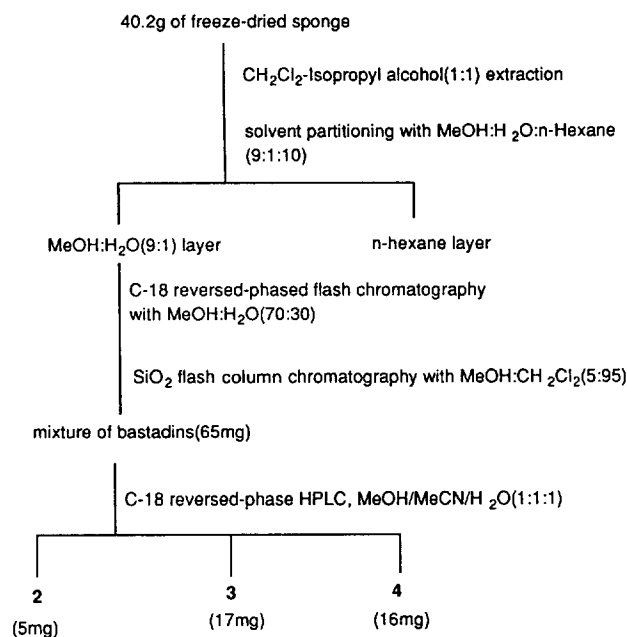 40.2g of freeze-dried sponge
CH₂Cl₂-Isopropyl alcohol(1:1) extraction
solvent partitioning with MeOH:H₂O:n-Hexane
(9:1:10)
MeOH:H₂O(9:1) layer
n-hexane layer
C-18 reversed-phased flash chromatography
with MeOH:H₂O(70:30)
SiO₂ flash column chromatography with MeOH:CH₂Cl₂(5:95)
mixture of bastadins(65mg)
C-18 reversed-phase HPLC, MeOH/MeCN/H₂O(1:1:1)
2
(5mg)
3
(17mg)
4
(16mg)